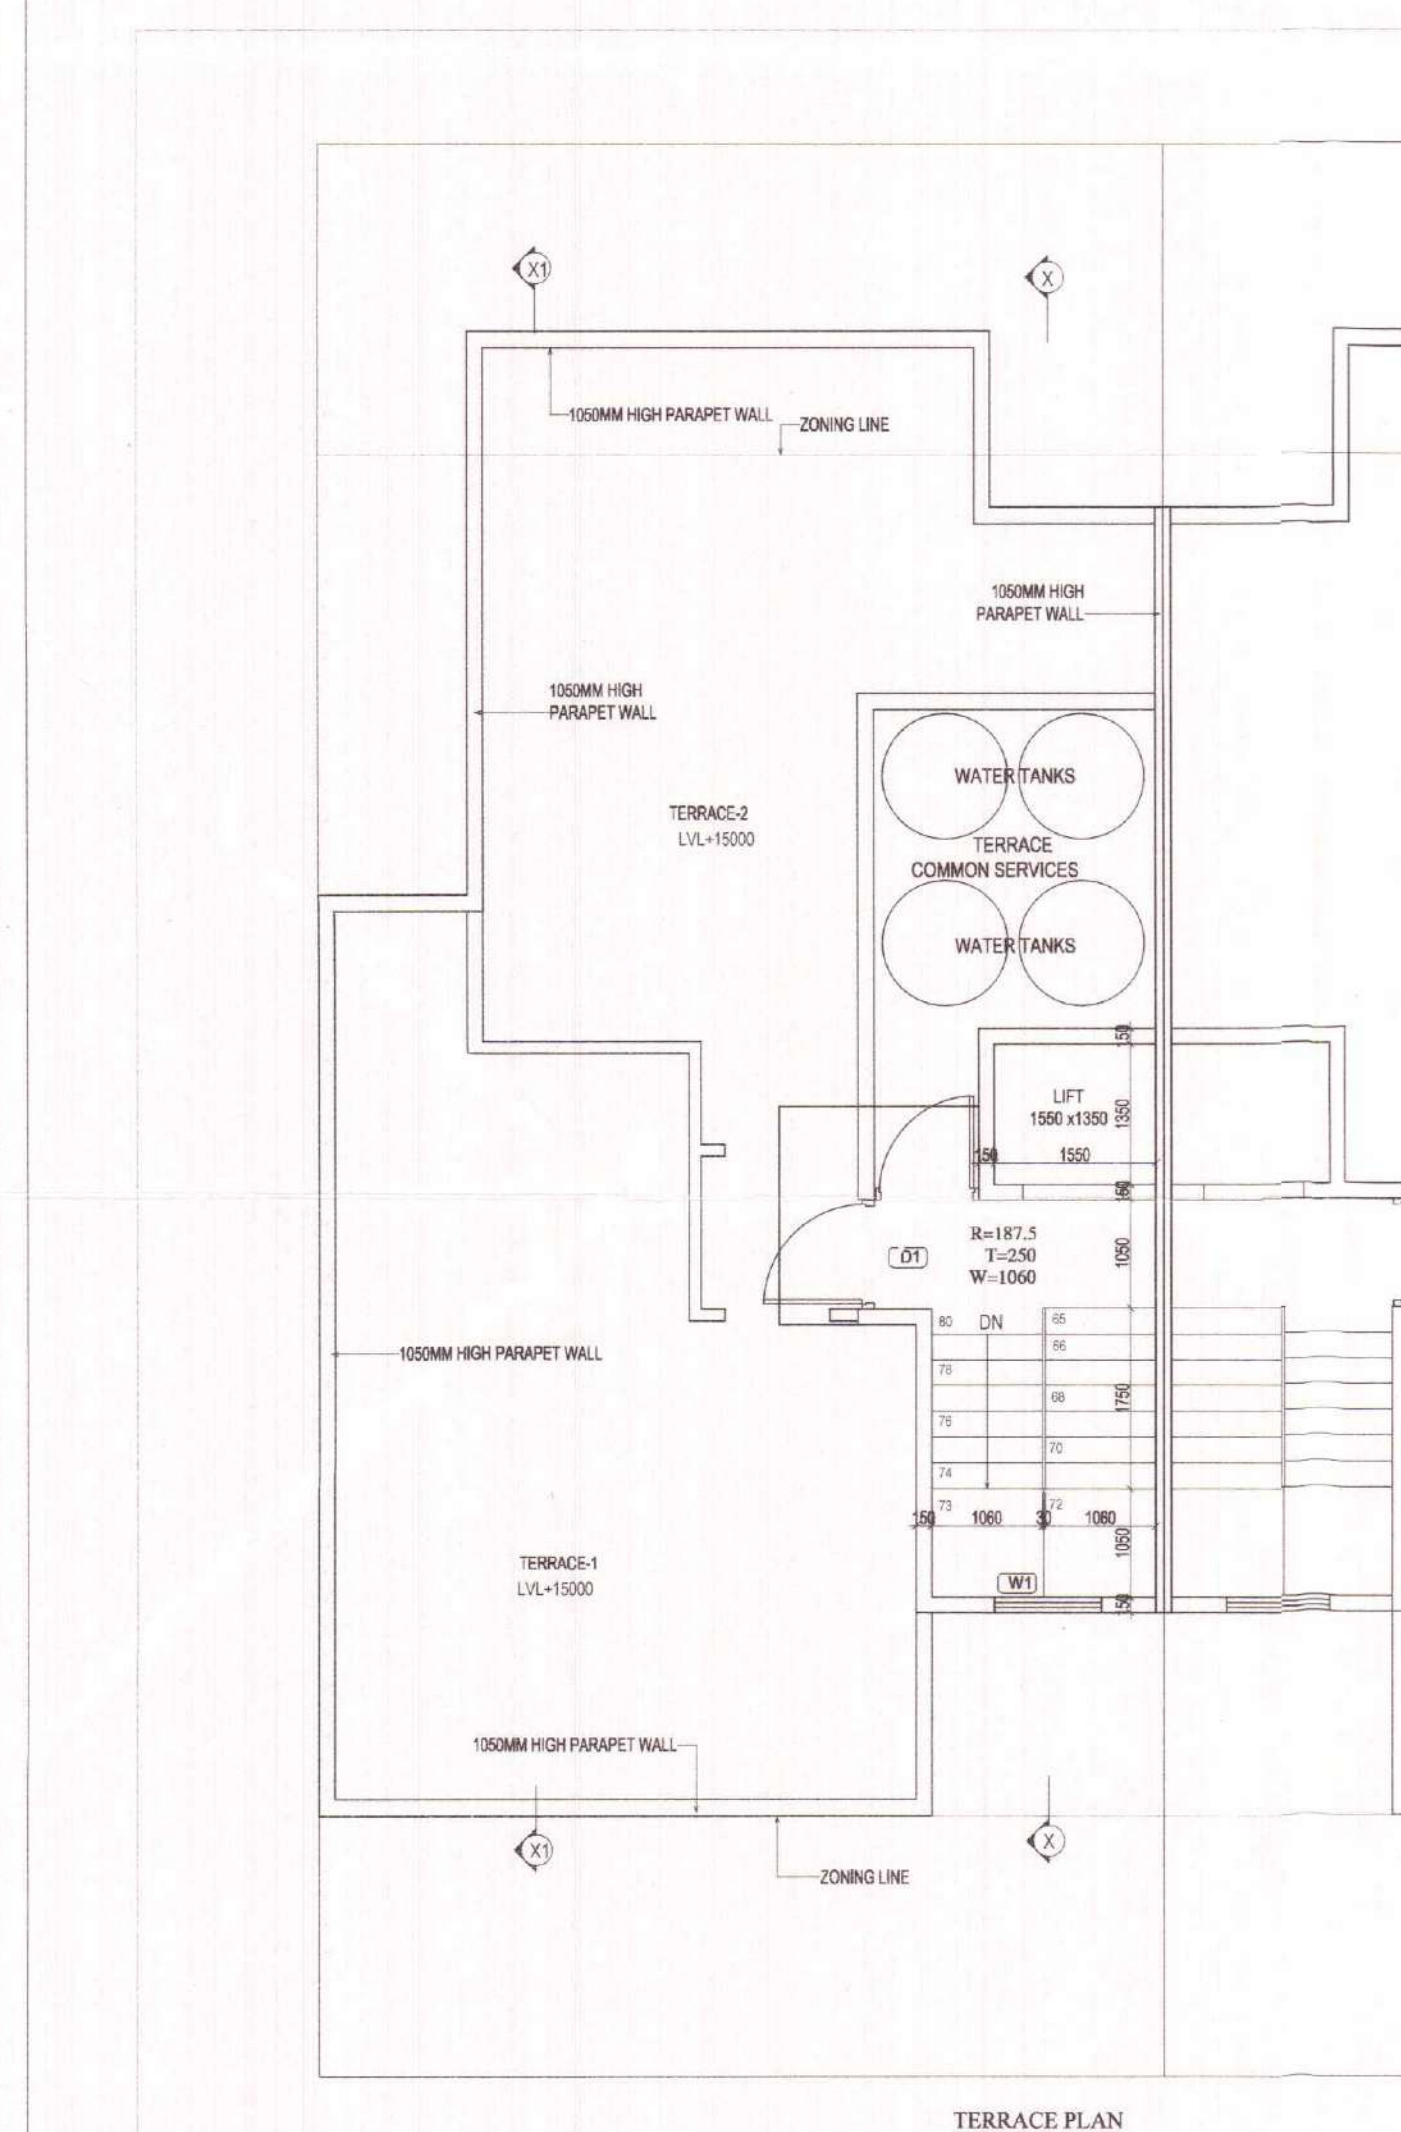 X1
X
1050MM HIGH PARAPET WALL
ZONING LINE
1050MM HIGH
PARAPET WALL
1050MM HIGH
PARAPET WALL
WATER TANKS
TERRACE-2
LVL+15000
TERRACE
COMMON SERVICES
WATER TANKS
150
LIFT
1550 x1350
1350
150
1550
150
R=187.5
T=250
W=1060
D1
1050
80
DN
65
66
78
68
1750
76
70
74
73
72
150
1060
30
1060
1050
1050MM HIGH PARAPET WALL
TERRACE-1
LVL+15000
W1
150
1050MM HIGH PARAPET WALL
X1
X
ZONING LINE
TERRACE PLAN